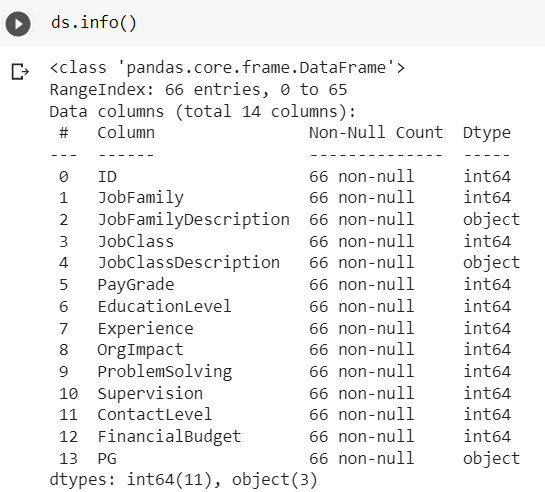 ds.info()
<class 'pandas.core.frame.DataFrame'>
RangeIndex: 66 entries, 0 to 65
Data columns (total 14 columns):
 #   Column                Non-Null Count  Dtype
---  ------                --------------  -----
 0   ID                    66 non-null     int64
 1   JobFamily             66 non-null     int64
 2   JobFamilyDescription  66 non-null     object
 3   JobClass              66 non-null     int64
 4   JobClassDescription   66 non-null     object
 5   PayGrade              66 non-null     int64
 6   EducationLevel        66 non-null     int64
 7   Experience            66 non-null     int64
 8   OrgImpact             66 non-null     int64
 9   ProblemSolving        66 non-null     int64
 10  Supervision           66 non-null     int64
 11  ContactLevel          66 non-null     int64
 12  FinancialBudget       66 non-null     int64
 13  PG                    66 non-null     object
dtypes: int64(11), object(3)